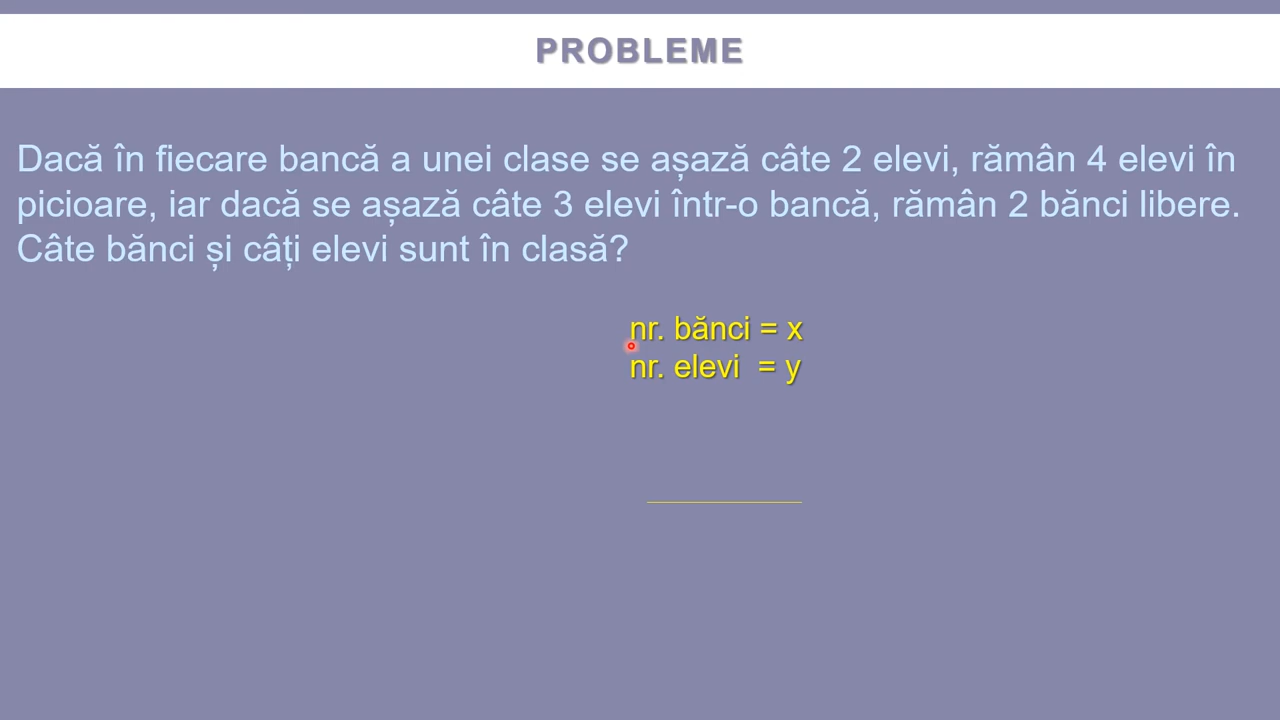 PROBLEME
Dacă în fiecare bancă a unei clase se așază câte 2 elevi, rămân 4 elevi în
picioare, iar dacă se așază câte 3 elevi într-o bancă, rămân 2 bănci libere.
Câte bănci și câți elevi sunt în clasă?
nr. bănci = x
nr. elevi = y